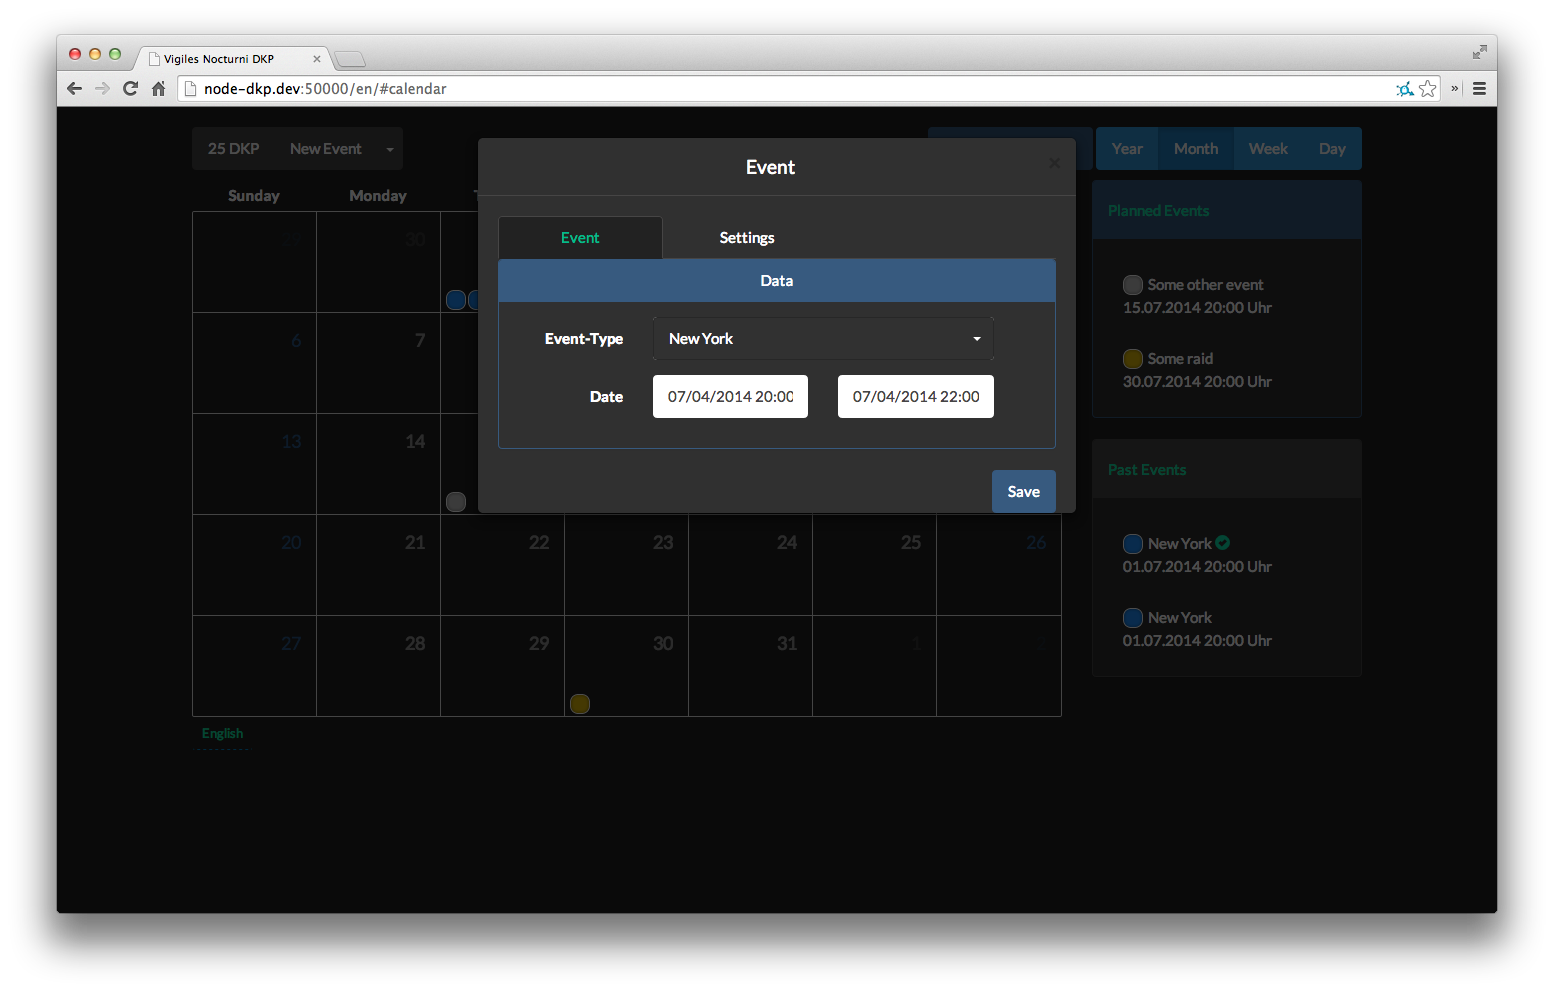 Vigiles Nocturni DKP
node-dkp.dev:50000/en/#calendar
25 DKP New Event
Year Month Week Day
Event
Sunday Monday
Event Settings
Data
Event-Type New York
Date 07/04/2014 20:00 07/04/2014 22:00
Save
30
6 7
13 14
20 21 22 23 24 25 26
27 28 29 30 31 1
English
Planned Events
Some other event
15.07.2014 20:00 Uhr
Some raid
30.07.2014 20:00 Uhr
Past Events
New York
01.07.2014 20:00 Uhr
New York
01.07.2014 20:00 Uhr